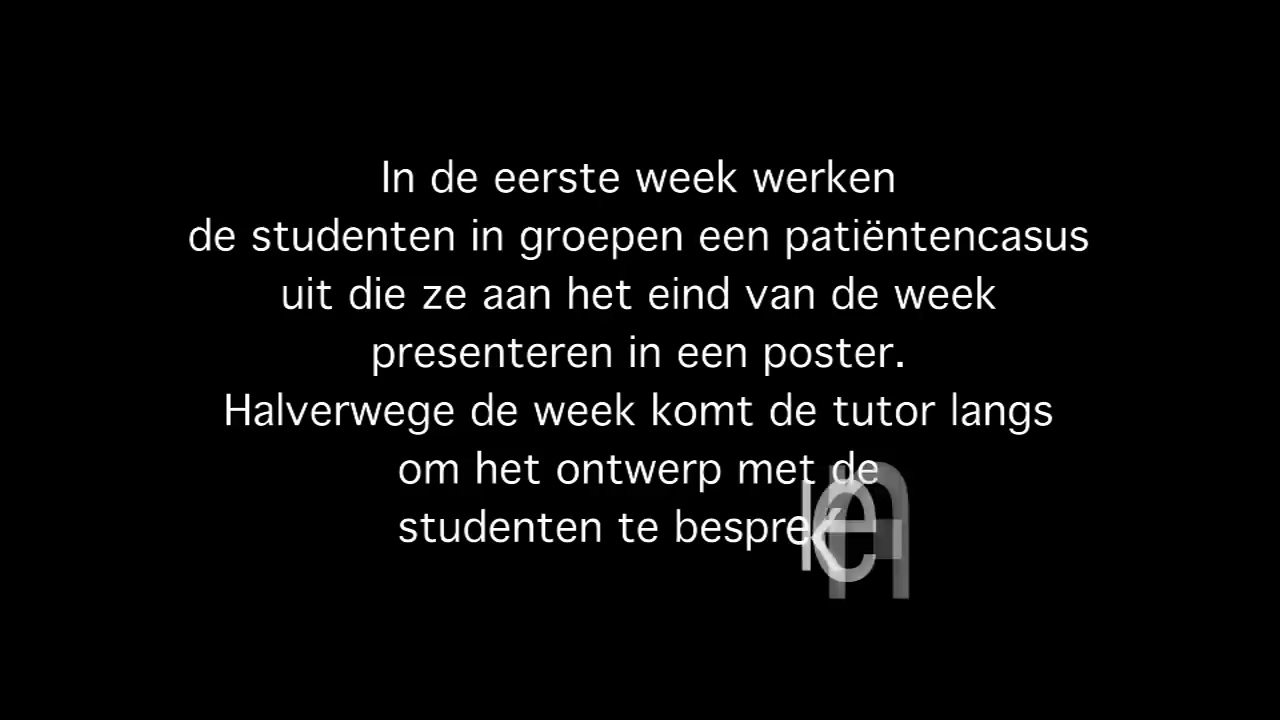 In de eerste week werken
de studenten in groepen een patiëntencasus
uit die ze aan het eind van de week
presenteren in een poster.
Halverwege de week komt de tutor langs
om het ontwerp met de
studenten te bespreken